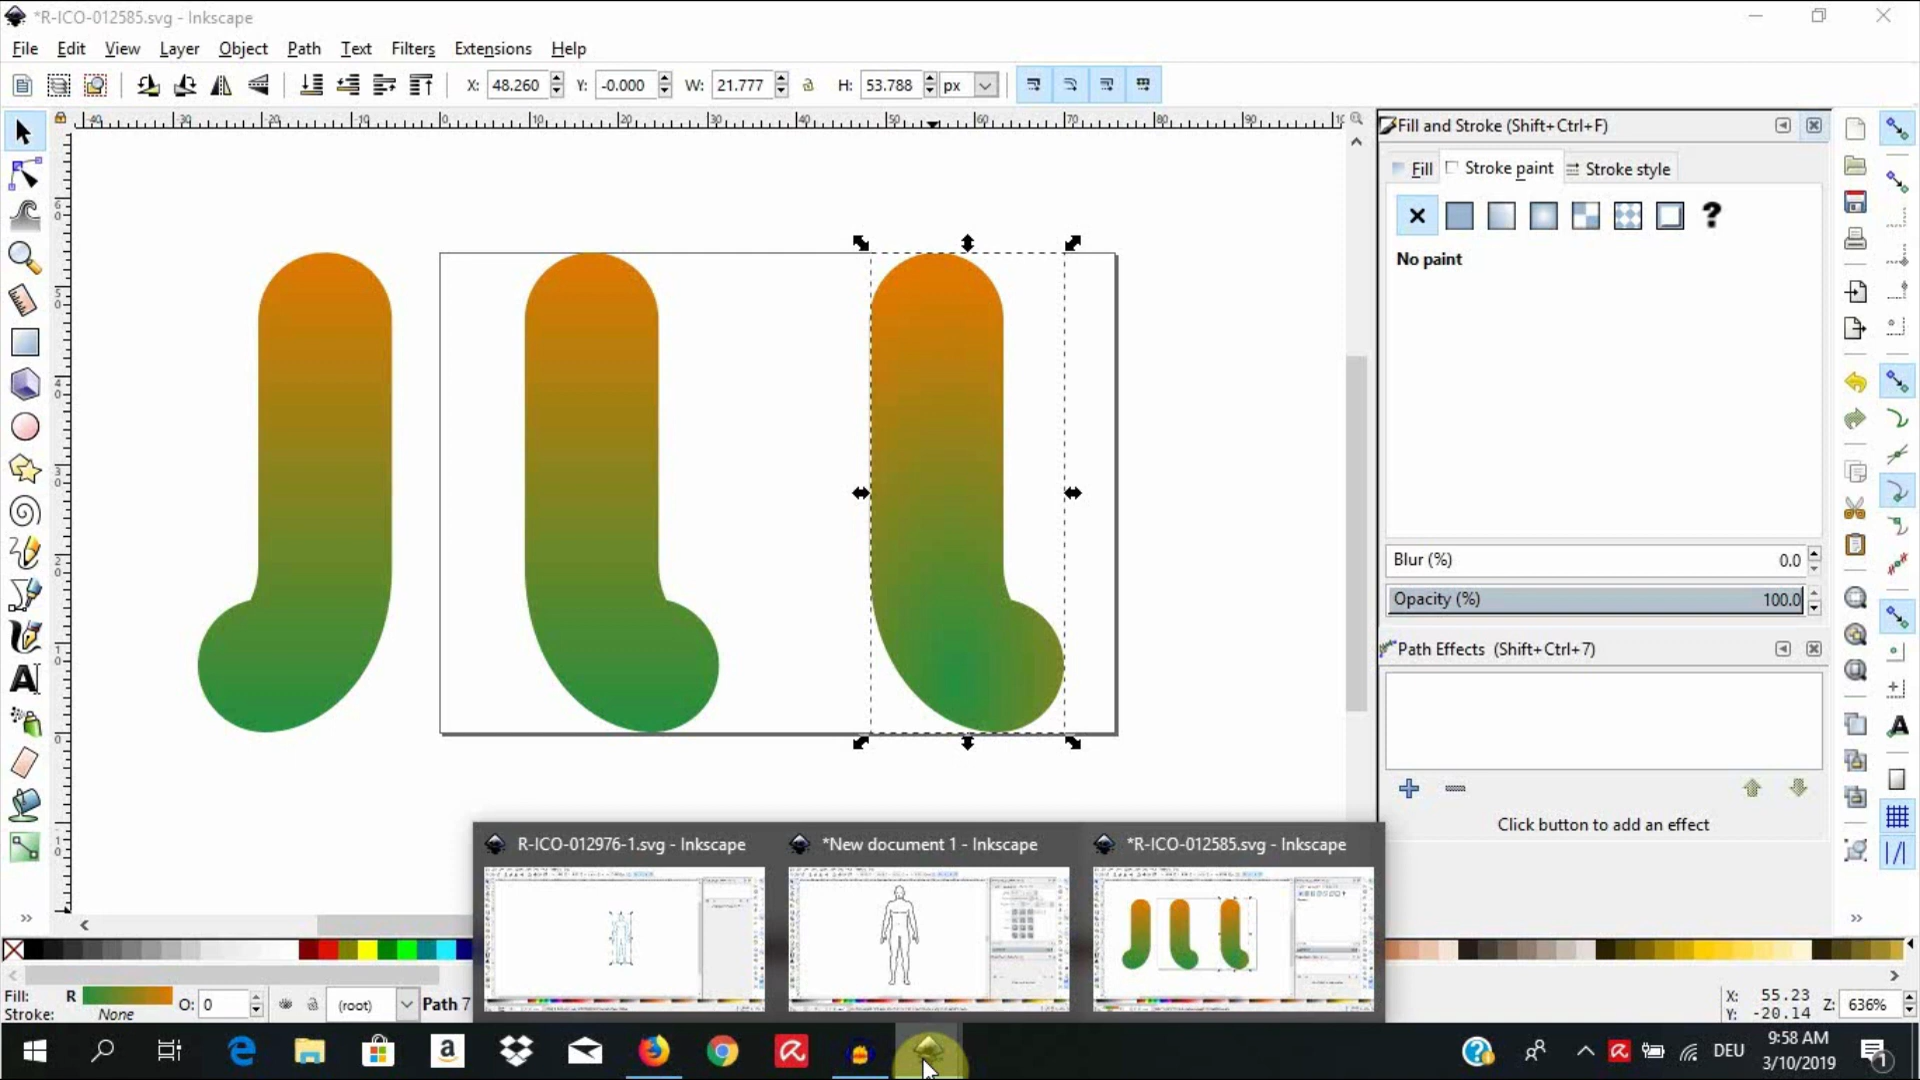 *R-ICO-012585.svg - Inkscape
File Edit View Layer Object Path Text Filters Extensions Help
X: 48.260 Y: -0.000 W: 21.777 H: 53.788 px
Fill and Stroke (Shift+Ctrl+F)
Fill Stroke paint Stroke style
?
No paint
Blur (%) 0.0
Opacity (%) 100.0
Path Effects (Shift+Ctrl+7)
Click button to add an effect
R-ICO-012976-1.svg - Inkscape
*New document 1 - Inkscape
*R-ICO-012585.svg - Inkscape
Fill: R O: 0 (root) Path 7
Stroke: None
X: 55.23 Z: 636%
Y: -20.14
DEU
9:58 AM
3/10/2019
1